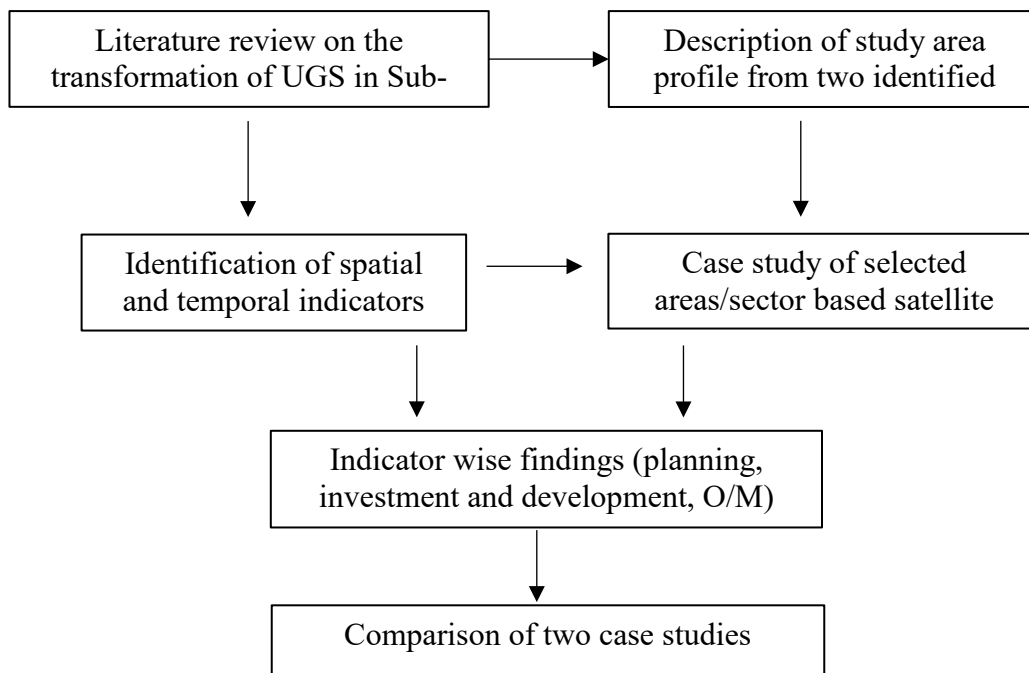 Literature review on the
transformation of UGS in Sub-
Description of study area
profile from two identified
Identification of spatial
and temporal indicators
Case study of selected
areas/sector based satellite
Indicator wise findings (planning,
investment and development, O/M)
Comparison of two case studies